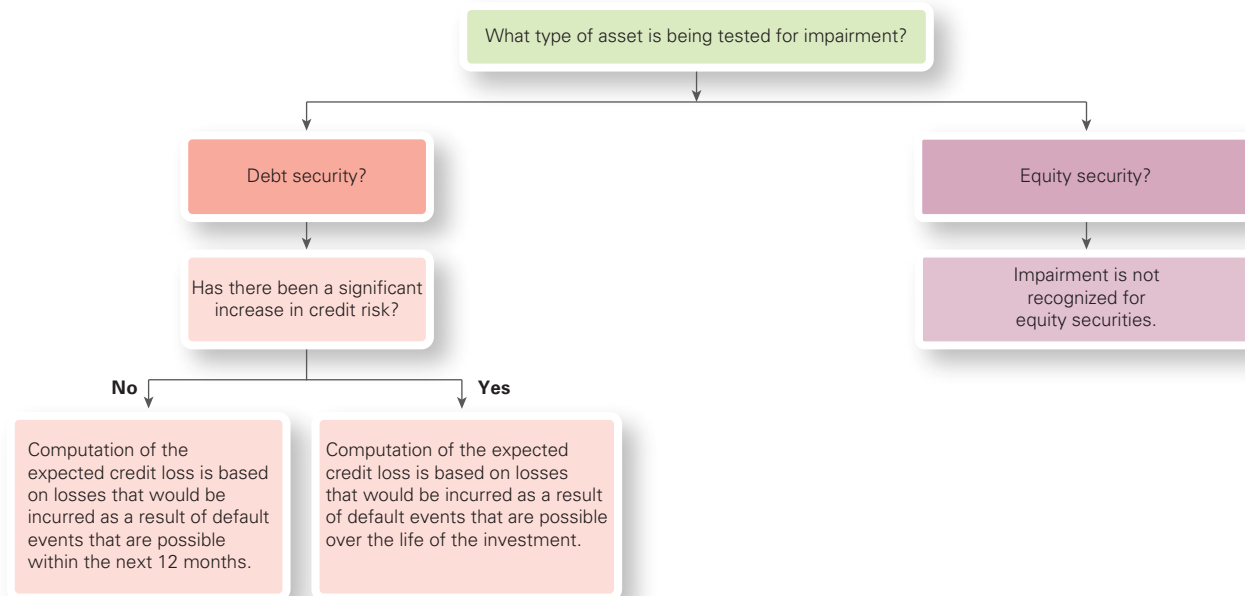 What type of asset is being tested for impairment?
Debt security?
Equity security?
Has there been a significant
increase in credit risk?
Impairment is not
recognized for
equity securities.
No
Yes
Computation of the
expected credit loss is based
on losses that would be
incurred as a result of default
events that are possible
within the next 12 months.
Computation of the expected
credit loss is based on losses
that would be incurred as a result
of default events that are possible
over the life of the investment.